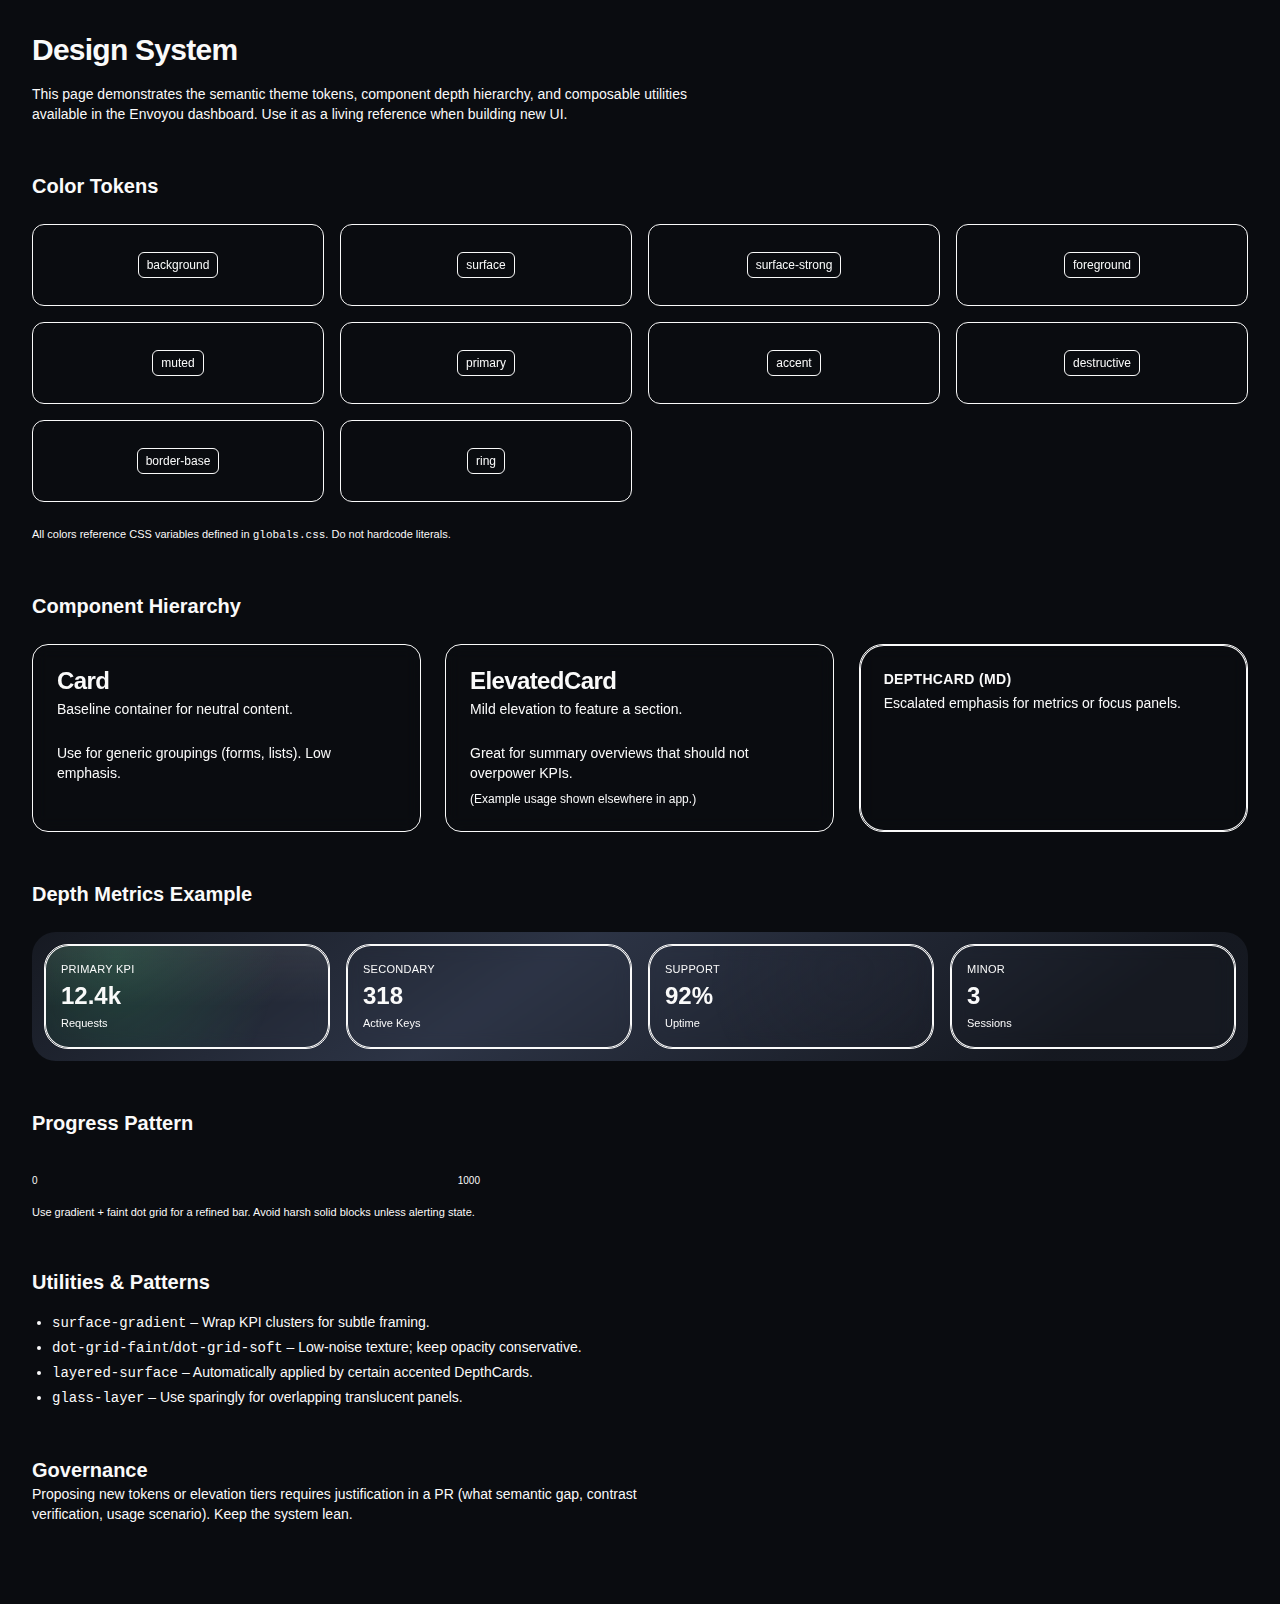 Design System
This page demonstrates the semantic theme tokens, component depth hierarchy, and composable utilities
available in the Envoyou dashboard. Use it as a living reference when building new UI.
Color Tokens
background
surface
surface-strong
foreground
muted
primary
accent
destructive
border-base
ring
All colors reference CSS variables defined in globals.css. Do not hardcode literals.
Component Hierarchy
Card
Baseline container for neutral content.
Use for generic groupings (forms, lists). Low
emphasis.
ElevatedCard
Mild elevation to feature a section.
Great for summary overviews that should not
overpower KPIs.
(Example usage shown elsewhere in app.)
DEPTHCARD (MD)
Escalated emphasis for metrics or focus panels.
Depth Metrics Example
PRIMARY KPI
12.4k
Requests
SECONDARY
318
Active Keys
SUPPORT
92%
Uptime
MINOR
3
Sessions
Progress Pattern
0
1000
Use gradient + faint dot grid for a refined bar. Avoid harsh solid blocks unless alerting state.
Utilities & Patterns
• surface-gradient – Wrap KPI clusters for subtle framing.
• dot-grid-faint/dot-grid-soft – Low-noise texture; keep opacity conservative.
• layered-surface – Automatically applied by certain accented DepthCards.
• glass-layer – Use sparingly for overlapping translucent panels.
Governance
Proposing new tokens or elevation tiers requires justification in a PR (what semantic gap, contrast
verification, usage scenario). Keep the system lean.